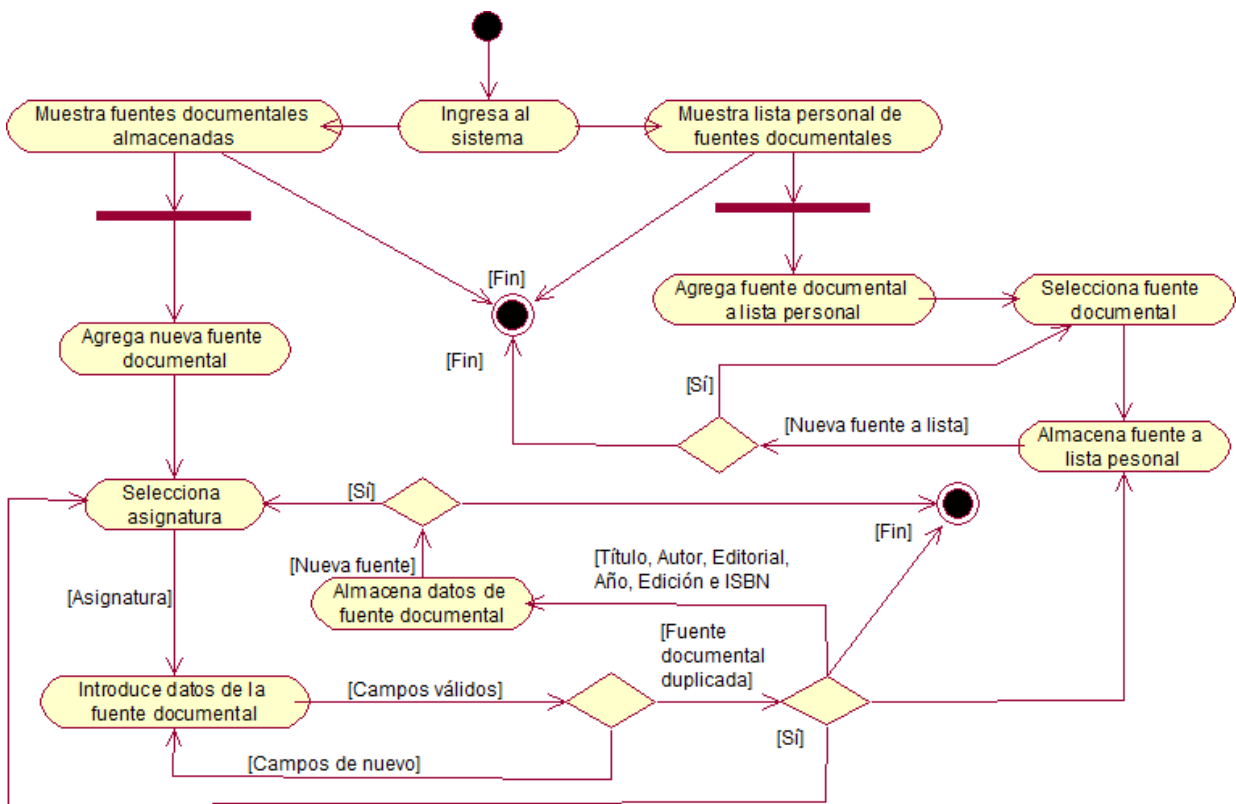 Muestra fuentes documentales
almacenadas
Ingresa al
sistema
Muestra lista personal de
fuentes documentales
[Fin]
Agrega fuente documental
a lista personal
Selecciona fuente
documental
Agrega nueva fuente
documental
[Fin]
[Sí]
[Nueva fuente a lista]
Almacena fuente a
lista pesonal
Selecciona
asignatura
[Sí]
[Fin]
[Nueva fuente]
[Título, Autor, Editorial,
Año, Edición e ISBN
Almacena datos de
fuente documental
[Asignatura]
[Fuente
documental
duplicada]
Introduce datos de la
fuente documental
[Campos válidos]
[Sí]
[Campos de nuevo]